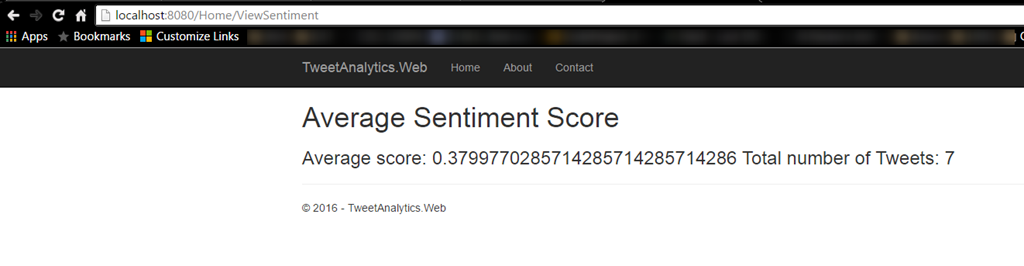 localhost:8080/Home/ViewSentiment
Apps Bookmarks Customize Links
TweetAnalytics.Web Home About Contact
Average Sentiment Score
Average score: 0.3799770285714285714285714286 Total number of Tweets: 7
© 2016 - TweetAnalytics.Web